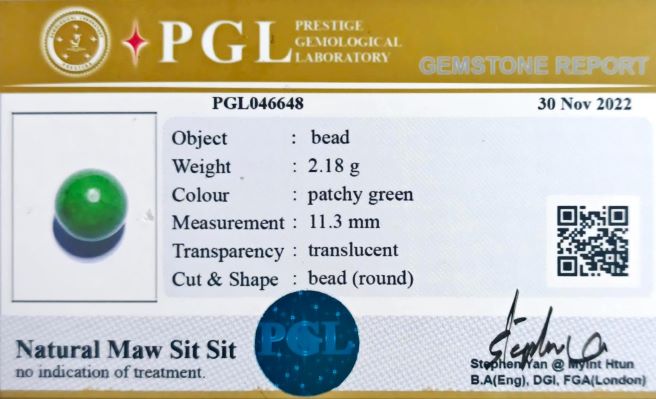 PGL
PRESTIGE
GEMOLOGICAL
LABORATORY
GEMSTONE REPORT
PGL046648
30 Nov 2022
Object : bead
Weight : 2.18 g
Colour : patchy green
Measurement : 11.3 mm
Transparency : translucent
Cut & Shape : bead (round)
PGL
Natural Maw Sit Sit
no indication of treatment.
Stephen Yan @ Myint Htun
B.A(Eng), DGI, FGA(London)